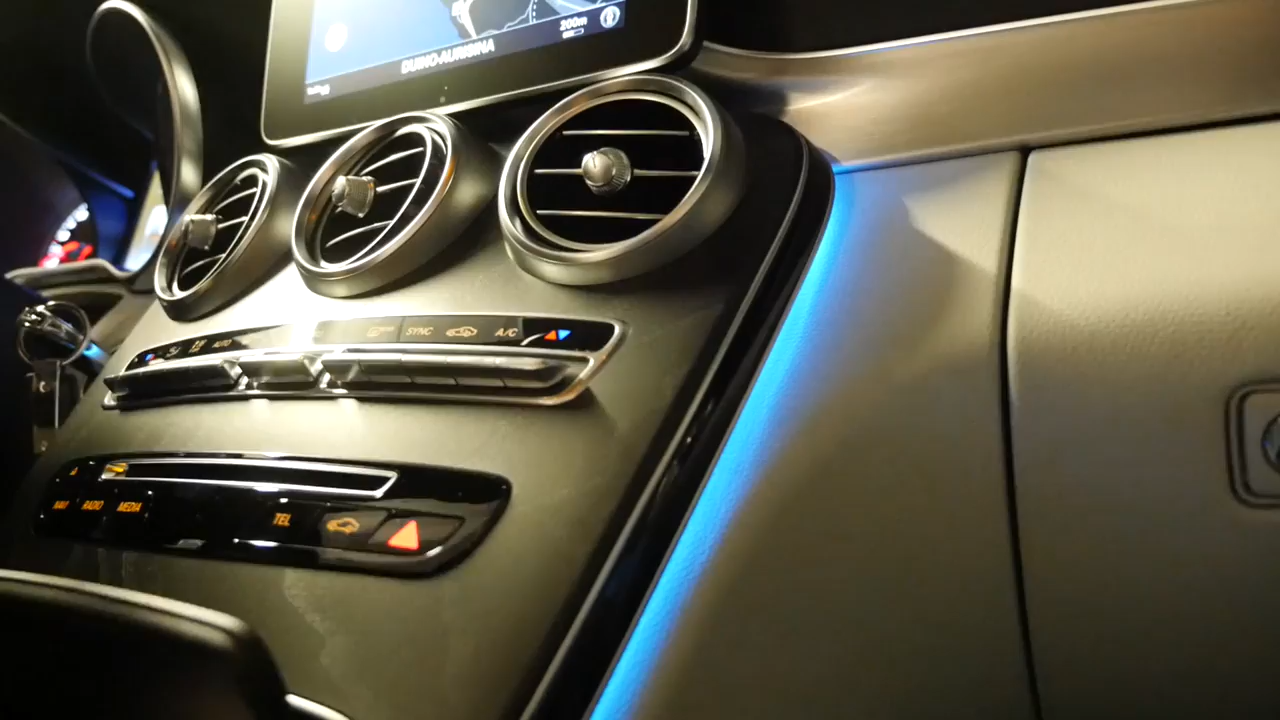 200m
DUINO-AURISINA
AUTO
SYNC
A/C
NAVI
RADIO
MEDIA
TEL